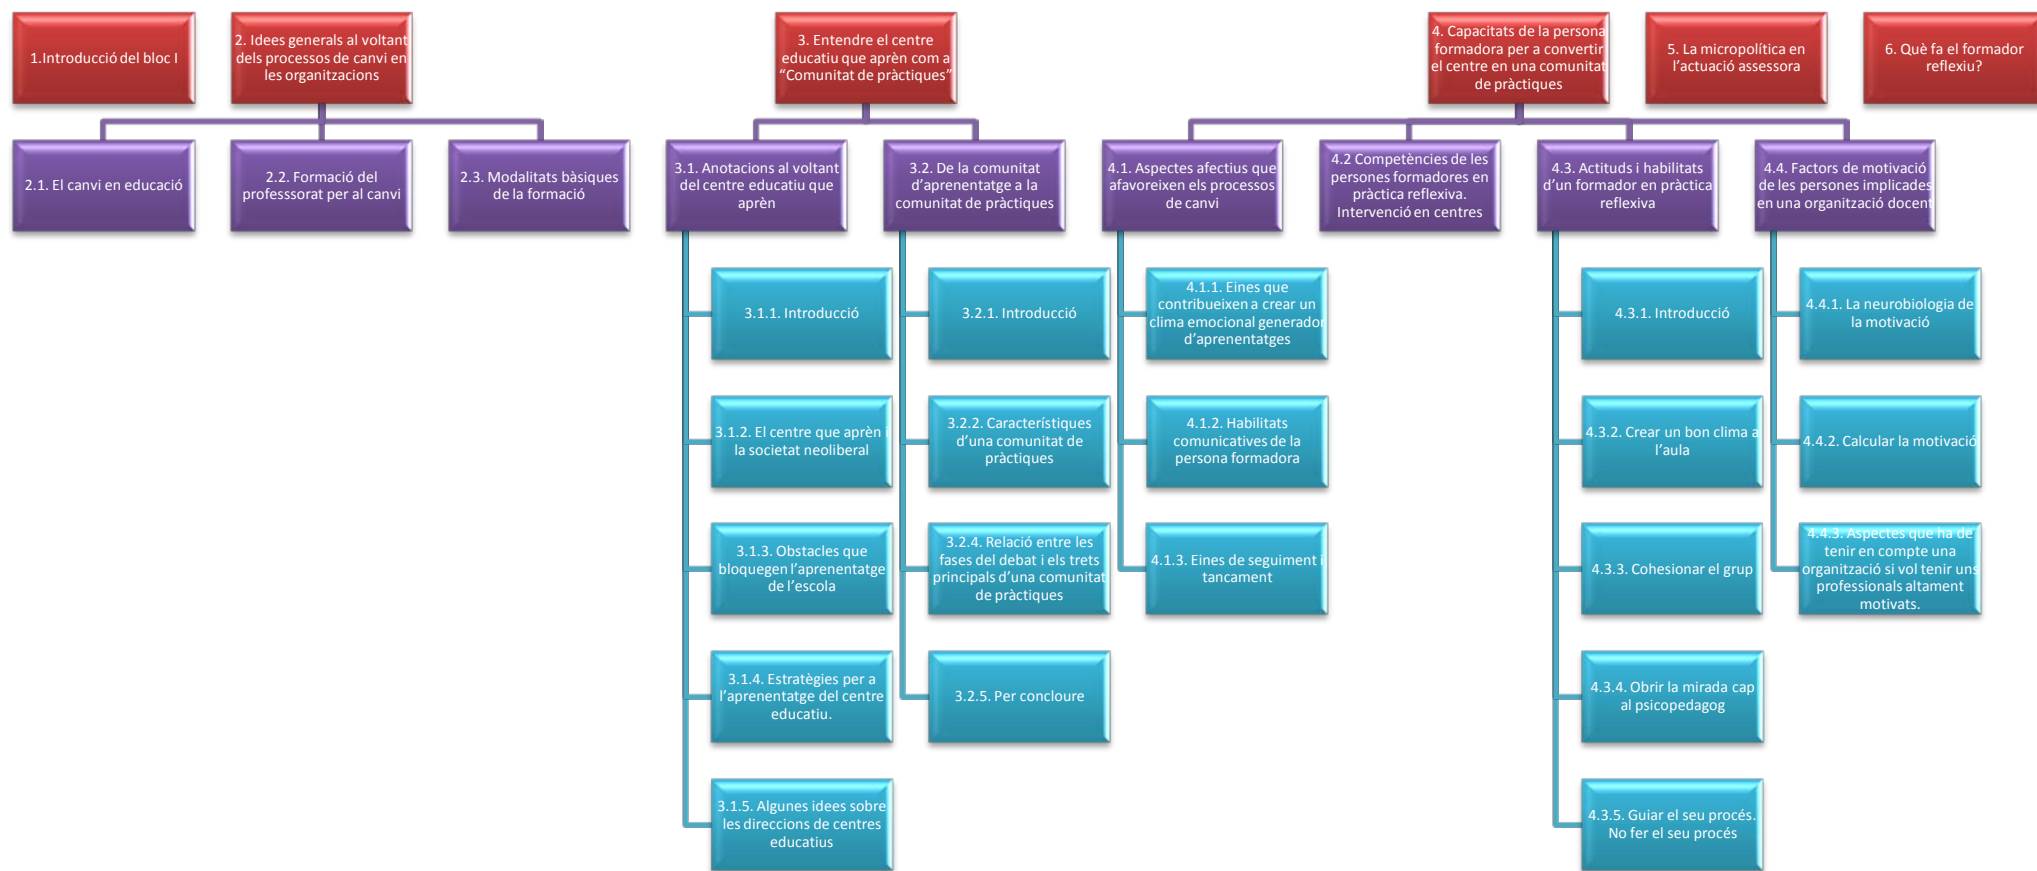 1.Introducció del bloc I
2. Idees generals al voltant
dels processos de canvi en
les organitzacions
3. Entendre el centre
educatiu que aprèn com a
“Comunitat de pràctiques”
4. Capacitats de la persona
formadora per a convertir
el centre en una comunitat
de pràctiques
5. La micropolítica en
l’actuació assessora
6. Què fa el formador
reflexiu?
2.1. El canvi en educació
2.2. Formació del
professsorat per al canvi
2.3. Modalitats bàsiques
de la formació
3.1. Anotacions al voltant
del centre educatiu que
aprèn
3.2. De la comunitat
d’aprenentatge a la
comunitat de pràctiques
4.1. Aspectes afectius que
afavoreixen els processos
de canvi
4.2 Competències de les
persones formadores en
pràctica reflexiva.
Intervenció en centres
4.3. Actituds i habilitats
d’un formador en pràctica
reflexiva
4.4. Factors de motivació
de les persones implicades
en una organització docent
3.1.1. Introducció
3.2.1. Introducció
4.1.1. Eines que
contribueixen a crear un
clima emocional generador
d’aprenentatges
4.3.1. Introducció
4.4.1. La neurobiologia de
la motivació
3.1.2. El centre que aprèn i
la societat neoliberal
3.2.2. Característiques
d’una comunitat de
pràctiques
4.1.2. Habilitats
comunicatives de la
persona formadora
4.3.2. Crear un bon clima a
l’aula
4.4.2. Calcular la motivació
3.1.3. Obstacles que
bloquegen l’aprenentatge
de l’escola
3.2.4. Relació entre les
fases del debat i els trets
principals d’una comunitat
de pràctiques
4.1.3. Eines de seguiment i
tancament
4.3.3. Cohesionar el grup
4.4.3. Aspectes que ha de
tenir en compte una
organització si vol tenir uns
professionals altament
motivats.
3.1.4. Estratègies per a
l’aprenentatge del centre
educatiu.
3.2.5. Per concloure
4.3.4. Obrir la mirada cap
al psicopedagog
3.1.5. Algunes idees sobre
les direccions de centres
educatius
4.3.5. Guiar el seu procés.
No fer el seu procés